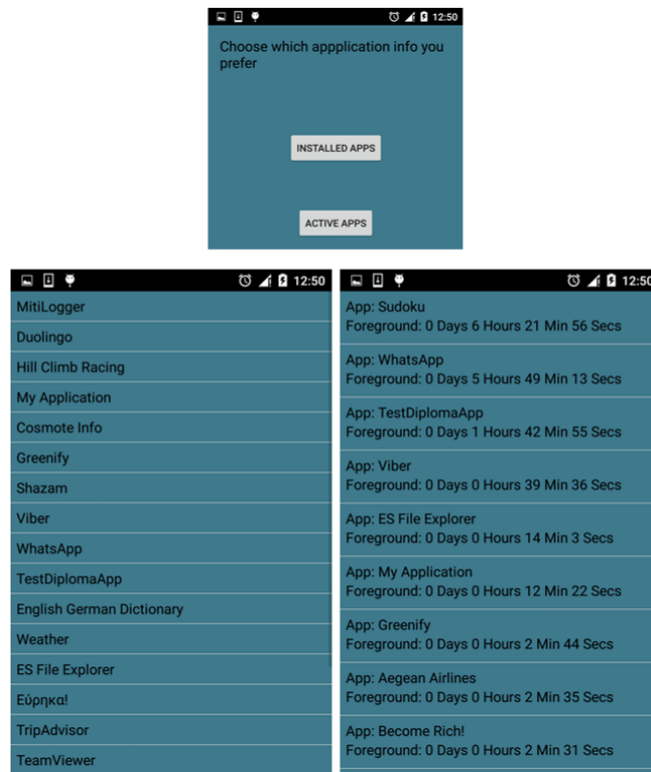 12:50
Choose which appplication info you
prefer
INSTALLED APPS
ACTIVE APPS
12:50
MitiLogger
Duolingo
Hill Climb Racing
My Application
Cosmote Info
Greenify
Shazam
Viber
WhatsApp
TestDiplomaApp
English German Dictionary
Weather
ES File Explorer
Εύρηκα!
TripAdvisor
TeamViewer
12:50
App: Sudoku
Foreground: 0 Days 6 Hours 21 Min 56 Secs
App: WhatsApp
Foreground: 0 Days 5 Hours 49 Min 13 Secs
App: TestDiplomaApp
Foreground: 0 Days 1 Hours 42 Min 55 Secs
App: Viber
Foreground: 0 Days 0 Hours 39 Min 36 Secs
App: ES File Explorer
Foreground: 0 Days 0 Hours 14 Min 3 Secs
App: My Application
Foreground: 0 Days 0 Hours 12 Min 22 Secs
App: Greenify
Foreground: 0 Days 0 Hours 2 Min 44 Secs
App: Aegean Airlines
Foreground: 0 Days 0 Hours 2 Min 35 Secs
App: Become Rich!
Foreground: 0 Days 0 Hours 2 Min 31 Secs